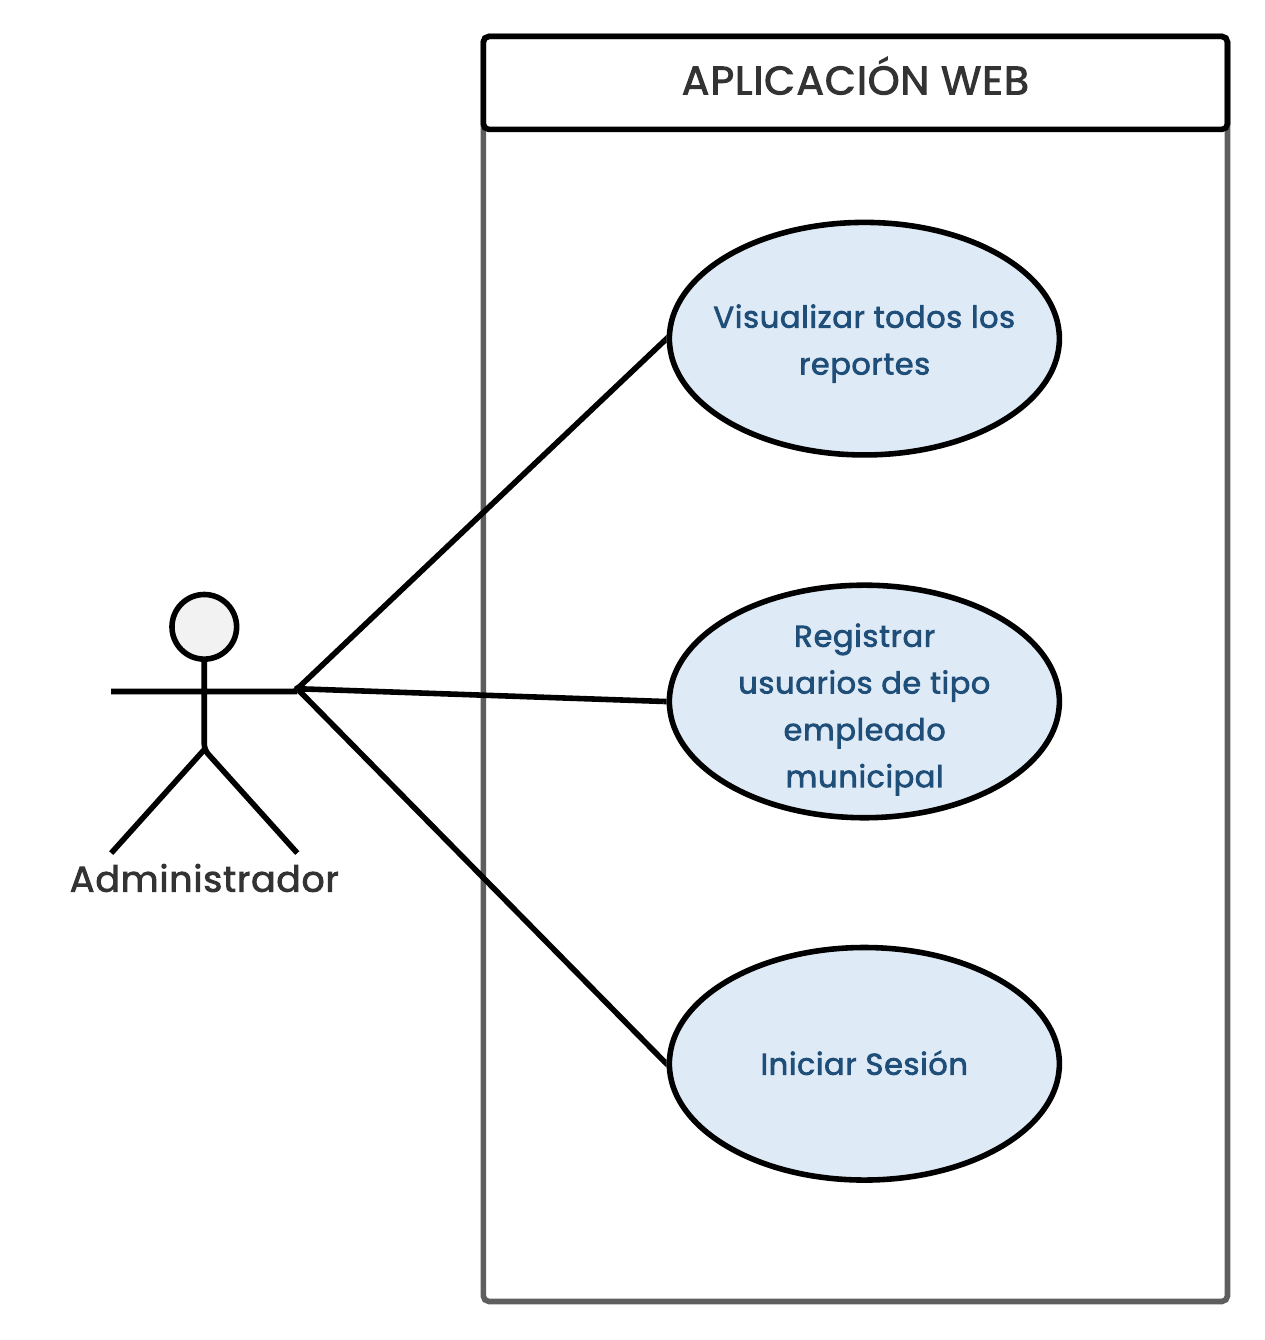 APLICACIÓN WEB
Visualizar todos los
reportes
Registrar
usuarios de tipo
empleado
municipal
Administrador
Iniciar Sesión